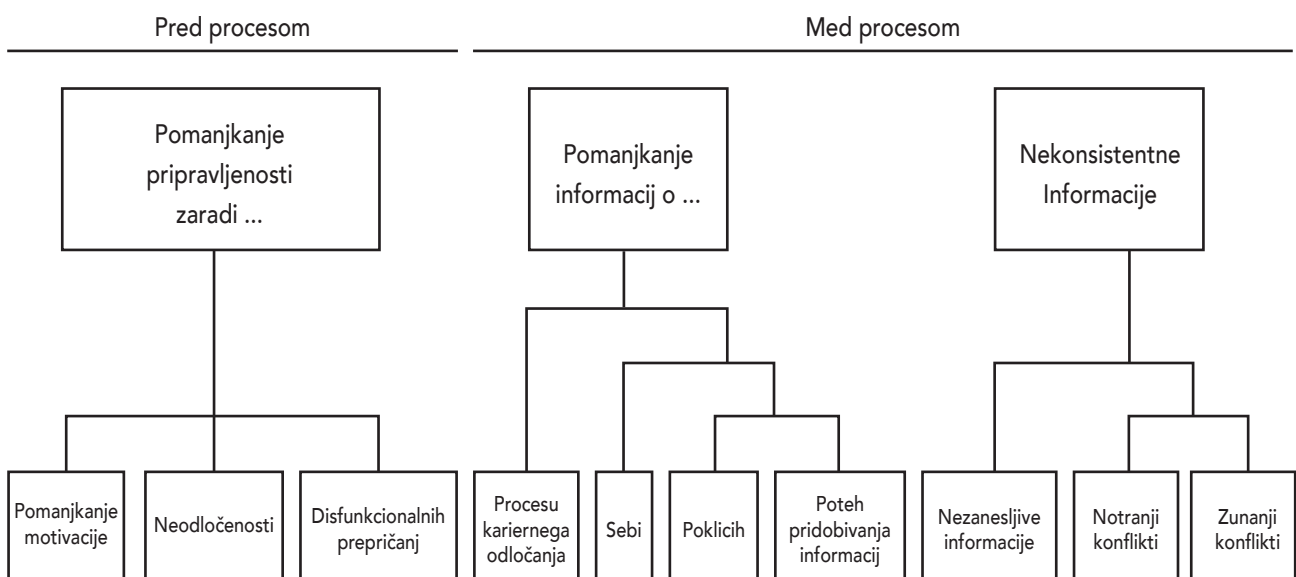 Pred procesom
Med procesom
Pomanjkanje
pripravljenosti
zaradi ...
Pomanjkanje
informacij o ...
Nekonsistentne
Informacije
Pomanjkanje
motivacije
Neodločenosti
Disfunkcionalnih
prepričanj
Procesu
kariernega
odločanja
Sebi
Poklicih
Poteh
pridobivanja
informacij
Nezanesljive
informacije
Notranji
konflikti
Zunanji
konflikti